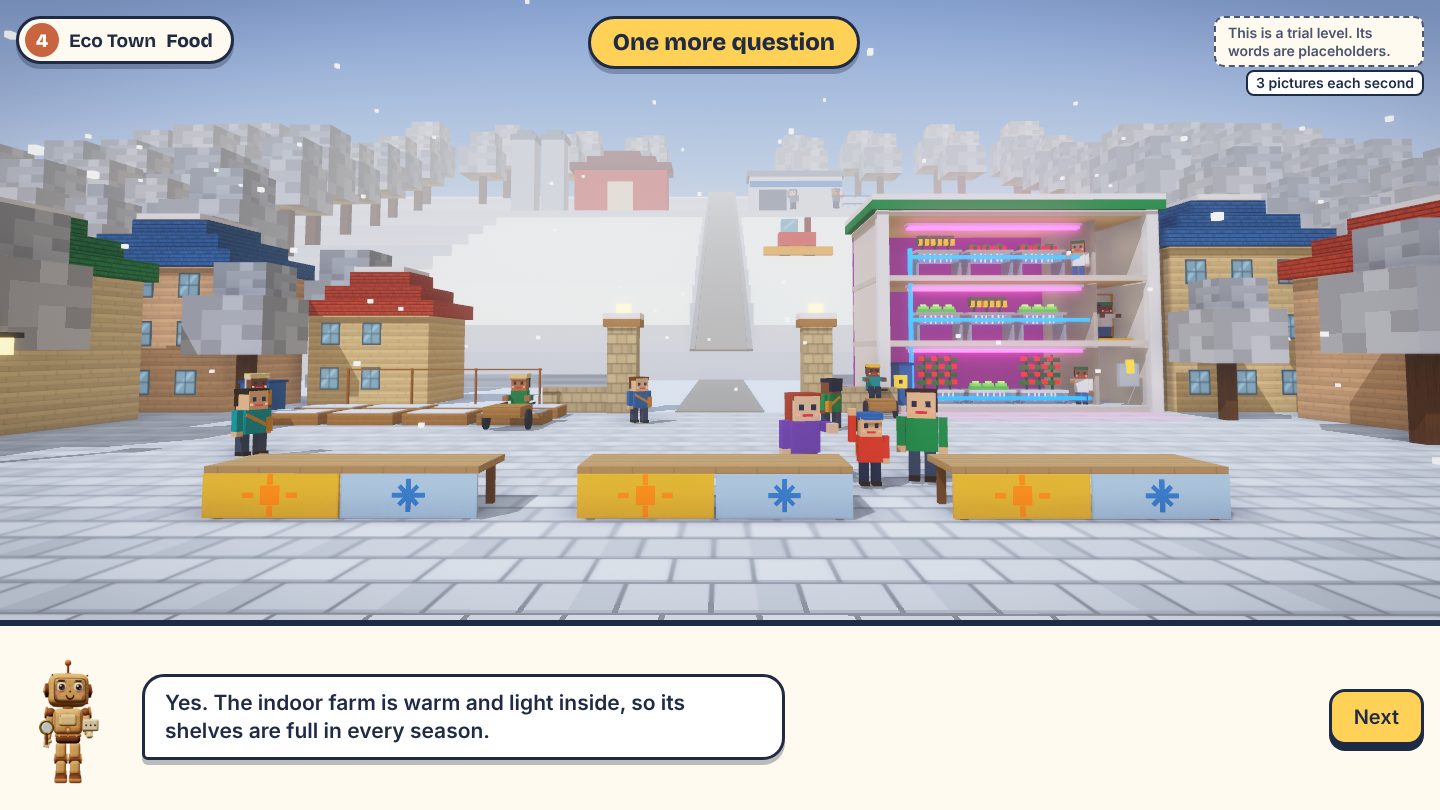 4 Eco Town Food
One more question
This is a trial level. Its
words are placeholders.
3 pictures each second
Yes. The indoor farm is warm and light inside, so its
shelves are full in every season.
Next